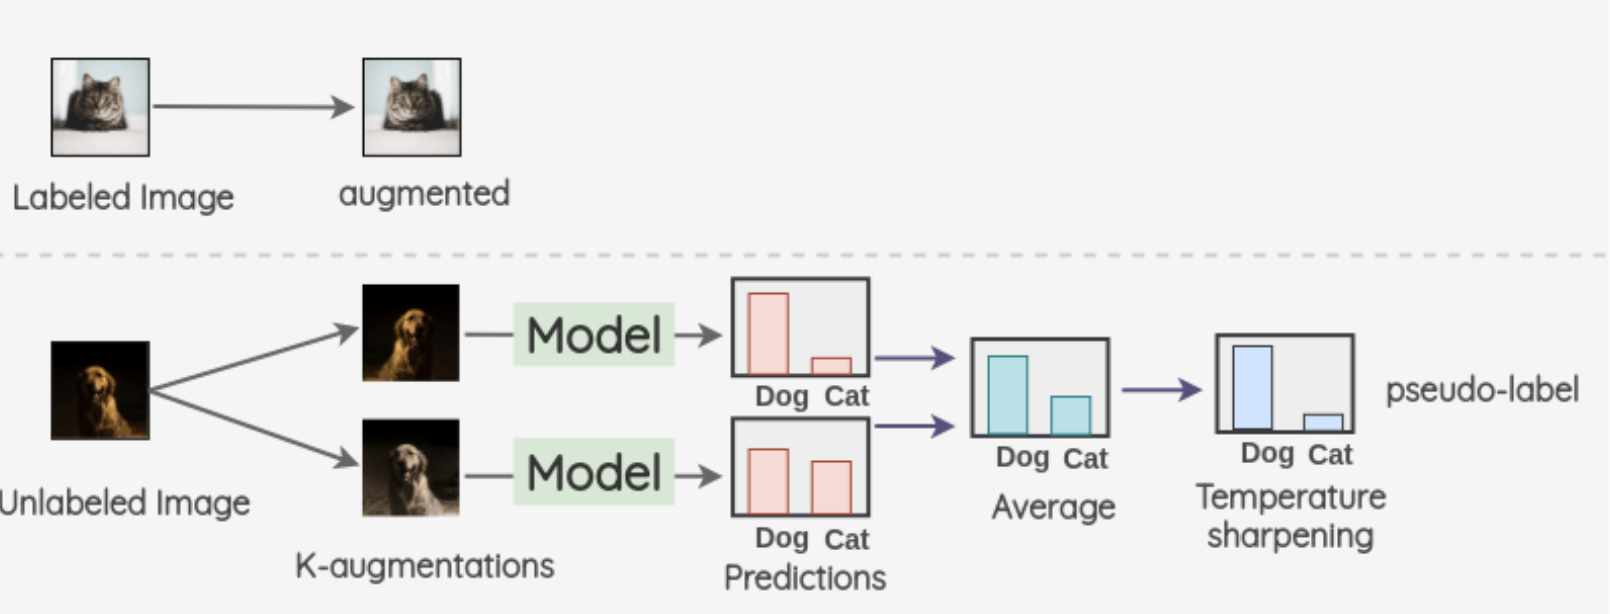 Labeled Image
augmented
Model
Dog Cat
Model
Dog Cat
Predictions
Unlabeled Image
K-augmentations
Dog Cat
Average
Dog Cat
Temperature
sharpening
pseudo-label